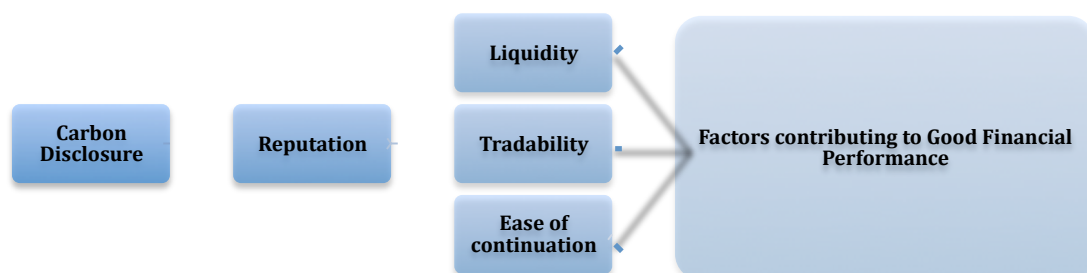 Carbon
Disclosure
Reputation
Liquidity
Tradability
Ease of
continuation
Factors contributing to Good Financial
Performance